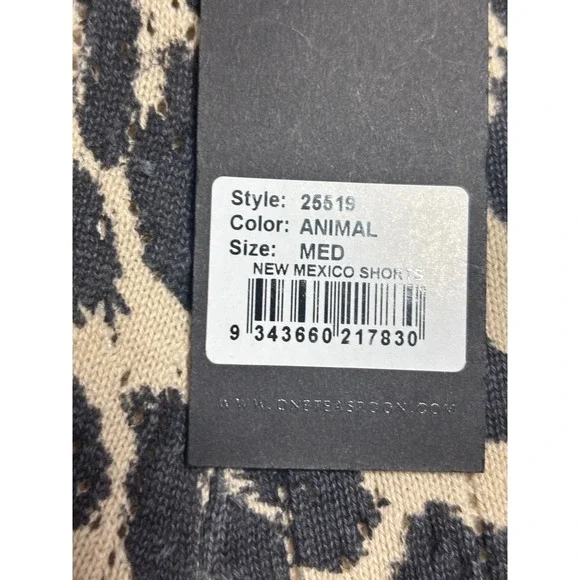 Style: 25519
Color: ANIMAL
Size: MED
NEW MEXICO SHORTS
9 343660 217830
WWW.ONETEASPOON.COM